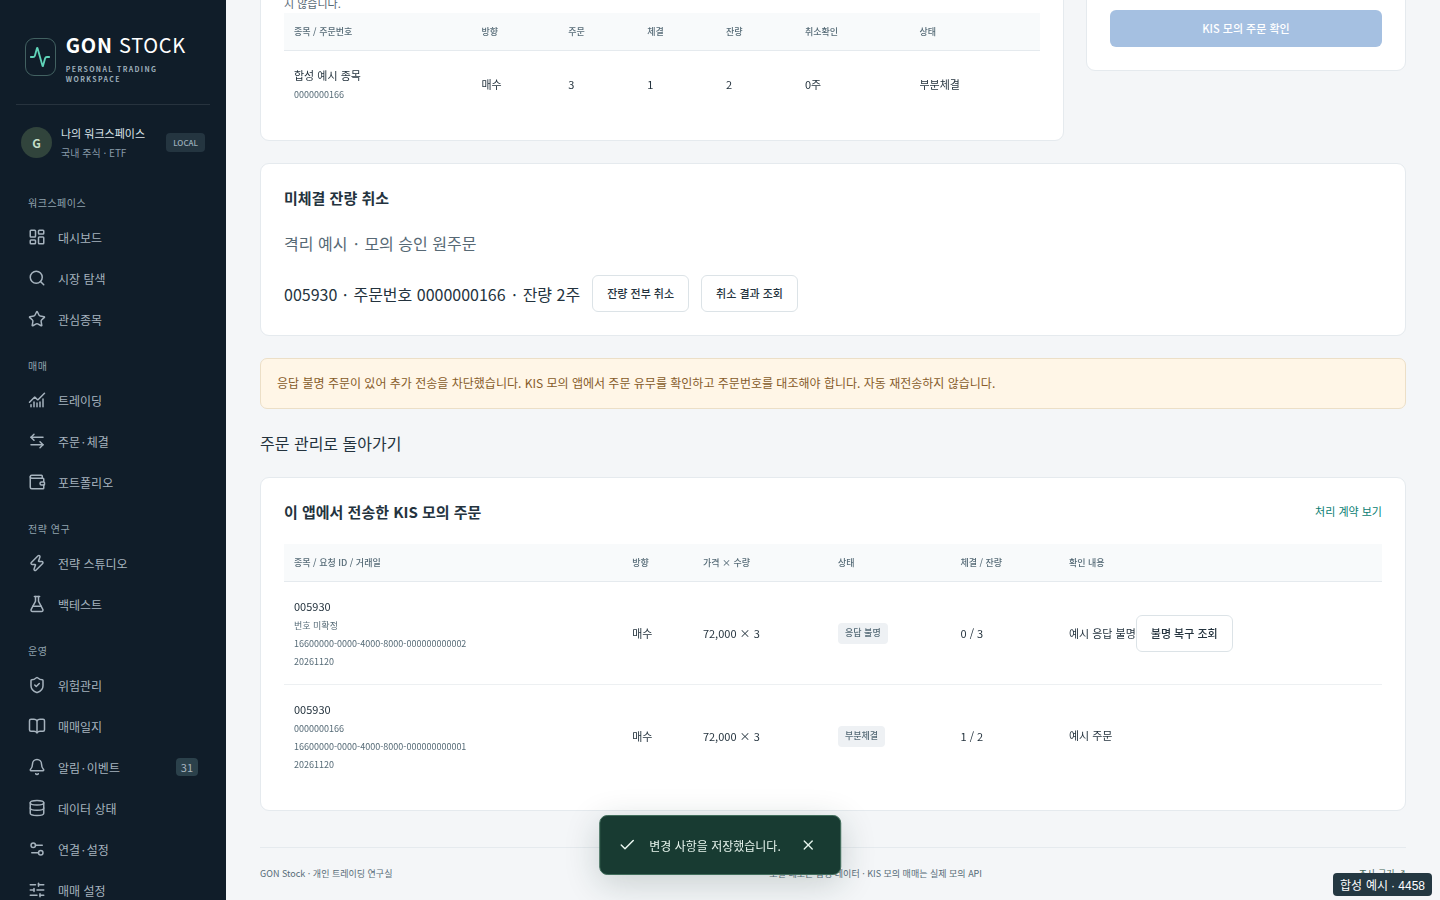 GON STOCK
PERSONAL TRADING
WORKSPACE
G
나의 워크스페이스
국내 주식 · ETF
LOCAL
워크스페이스
대시보드
시장 탐색
관심종목
매매
트레이딩
주문·체결
포트폴리오
전략 연구
전략 스튜디오
백테스트
운영
위험관리
매매일지
알림·이벤트
31
데이터 상태
연결·설정
매매 설정
지 않습니다.
종목 / 주문번호 방향 주문 체결 잔량 취소확인 상태
합성 예시 종목
0000000166
매수 3 1 2 0주 부분체결
KIS 모의 주문 확인
미체결 잔량 취소
격리 예시 · 모의 승인 원주문
005930 · 주문번호 0000000166 · 잔량 2주 잔량 전부 취소 취소 결과 조회
응답 불명 주문이 있어 추가 전송을 차단했습니다. KIS 모의 앱에서 주문 유무를 확인하고 주문번호를 대조해야 합니다. 자동 재전송하지 않습니다.
주문 관리로 돌아가기
이 앱에서 전송한 KIS 모의 주문
처리 계약 보기
종목 / 요청 ID / 거래일 방향 가격 × 수량 상태 체결 / 잔량 확인 내용
005930
번호 미확정
16600000-0000-4000-8000-000000000002
20261120
매수 72,000 × 3 응답 불명 0 / 3 예시 응답 불명 불명 복구 조회
005930
0000000166
16600000-0000-4000-8000-000000000001
20261120
매수 72,000 × 3 부분체결 1 / 2 예시 주문
변경 사항을 저장했습니다.
GON Stock · 개인 트레이딩 연구실
데이터 · KIS 모의 매매는 실제 모의 API
합성 예시 · 4458